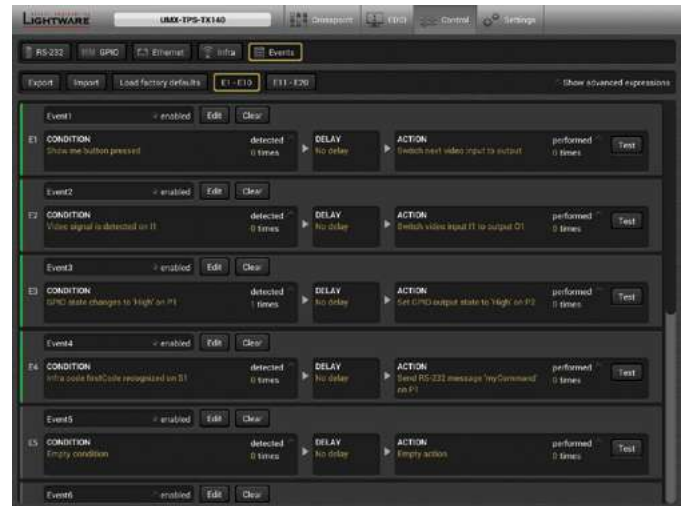 LIGHTWARE UMX-TPS-TX140 Crosspoint EDID Control Settings
RS-232 GPIO Ethernet Infra Events
Export Import Load factory defaults E1 - E10 E11 - E20 Show advanced expressions
Event1 enabled Edit Clear
E1 CONDITION detected DELAY ACTION performed Test
Show me button pressed 0 times No delay Switch next video input to output 0 times
Event2 enabled Edit Clear
E2 CONDITION detected DELAY ACTION performed Test
Video signal is detected on I1 0 times No delay Switch video input I1 to output O1 0 times
Event3 enabled Edit Clear
E3 CONDITION detected DELAY ACTION performed Test
GPIO state changes to 'High' on P1 1 times No delay Set GPIO output state to 'High' on P2 0 times
Event4 enabled Edit Clear
E4 CONDITION detected DELAY ACTION performed Test
Infra code firstCode recognized on S1 0 times No delay Send RS-232 message 'myCommand' 0 times
on P1
Event5 enabled Edit Clear
E5 CONDITION detected DELAY ACTION performed Test
Empty condition 0 times No delay Empty action 0 times
Event6 enabled Edit Clear